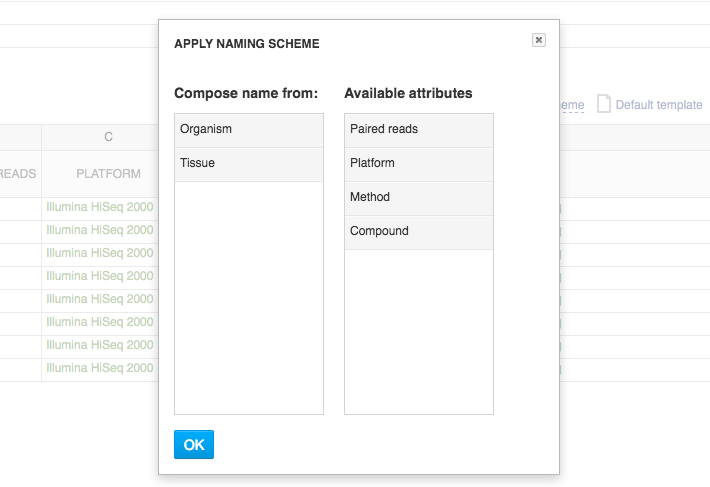 APPLY NAMING SCHEME
Compose name from:
Available attributes
Organism
Tissue
Paired reads
Platform
Method
Compound
OK
eme
Default template
C
READS
PLATFORM
Illumina HiSeq 2000
Illumina HiSeq 2000
Illumina HiSeq 2000
Illumina HiSeq 2000
Illumina HiSeq 2000
Illumina HiSeq 2000
Illumina HiSeq 2000
Illumina HiSeq 2000